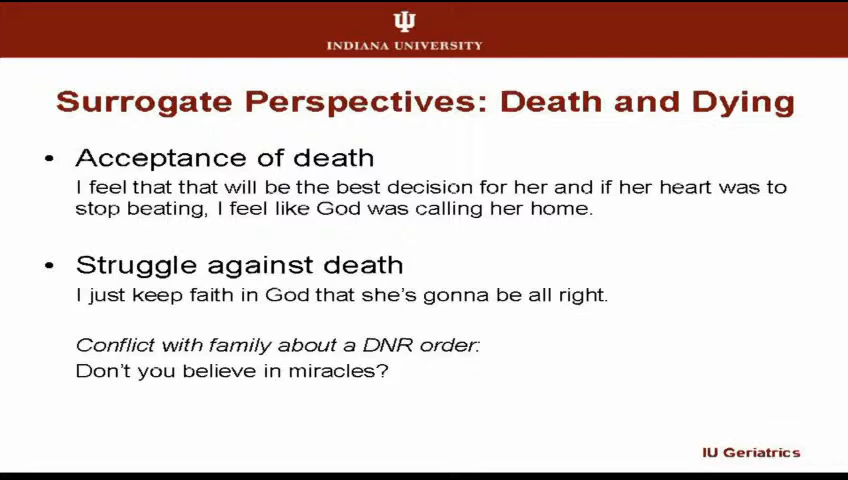 INDIANA UNIVERSITY
Surrogate Perspectives: Death and Dying
• Acceptance of death
I feel that that will be the best decision for her and if her heart was to
stop beating, I feel like God was calling her home.
• Struggle against death
I just keep faith in God that she's gonna be all right.
Conflict with family about a DNR order:
Don't you believe in miracles?
IU Geriatrics